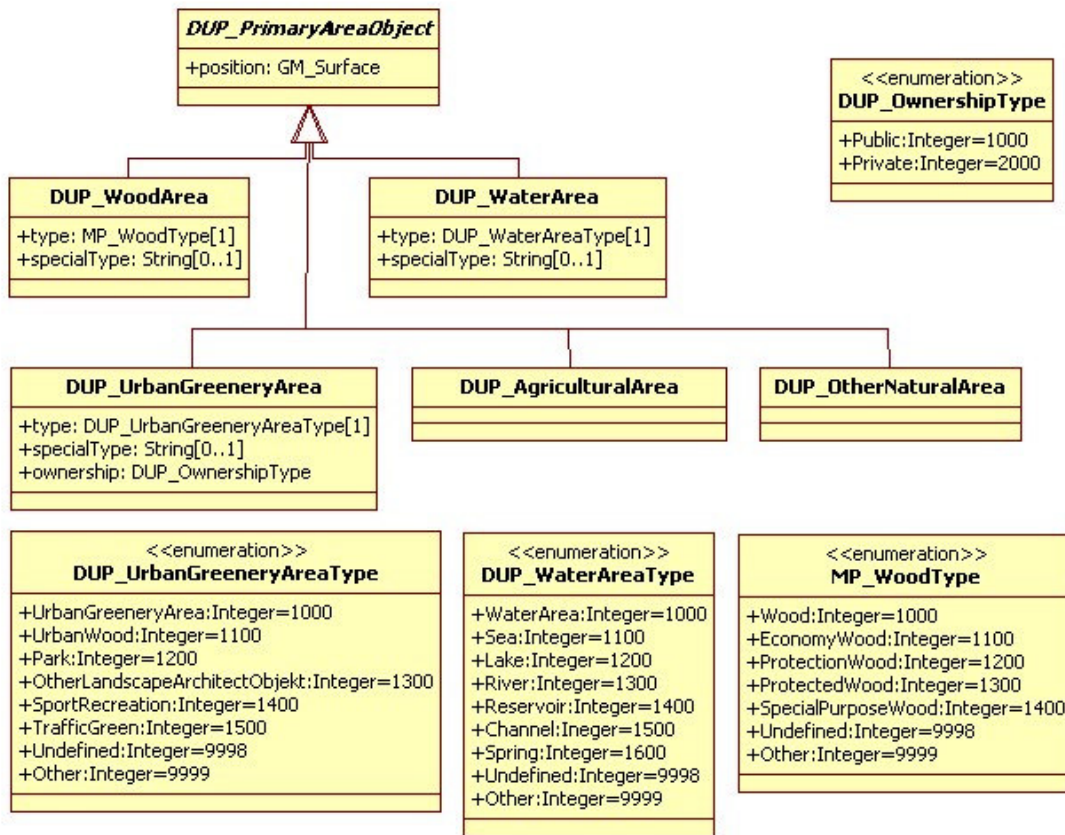 DUP_PrimaryAreaObject
+position: GM_Surface
<<enumeration>>
DUP_OwnershipType
+Public:Integer=1000
+Private:Integer=2000
DUP_WoodArea
+type: MP_WoodType[1]
+specialType: String[0..1]
DUP_WaterArea
+type: DUP_WaterAreaType[1]
+specialType: String[0..1]
DUP_UrbanGreeneryArea
+type: DUP_UrbanGreeneryAreaType[1]
+specialType: String[0..1]
+ownership: DUP_OwnershipType
DUP_AgriculturalArea
DUP_OtherNaturalArea
<<enumeration>>
DUP_UrbanGreeneryAreaType
+UrbanGreeneryArea:Integer=1000
+UrbanWood:Integer=1100
+Park:Integer=1200
+OtherLandscapeArchitectObjekt:Integer=1300
+SportRecreation:Integer=1400
+TrafficGreen:Integer=1500
+Undefined:Integer=9998
+Other:Integer=9999
<<enumeration>>
DUP_WaterAreaType
+WaterArea:Integer=1000
+Sea:Integer=1100
+Lake:Integer=1200
+River:Integer=1300
+Reservoir:Integer=1400
+Channel:Ineger=1500
+Spring:Integer=1600
+Undefined:Integer=9998
+Other:Integer=9999
<<enumeration>>
MP_WoodType
+Wood:Integer=1000
+EconomyWood:Integer=1100
+ProtectionWood:Integer=1200
+ProtectedWood:Integer=1300
+SpecialPurposeWood:Integer=1400
+Undefined:Integer=9998
+Other:Integer=9999